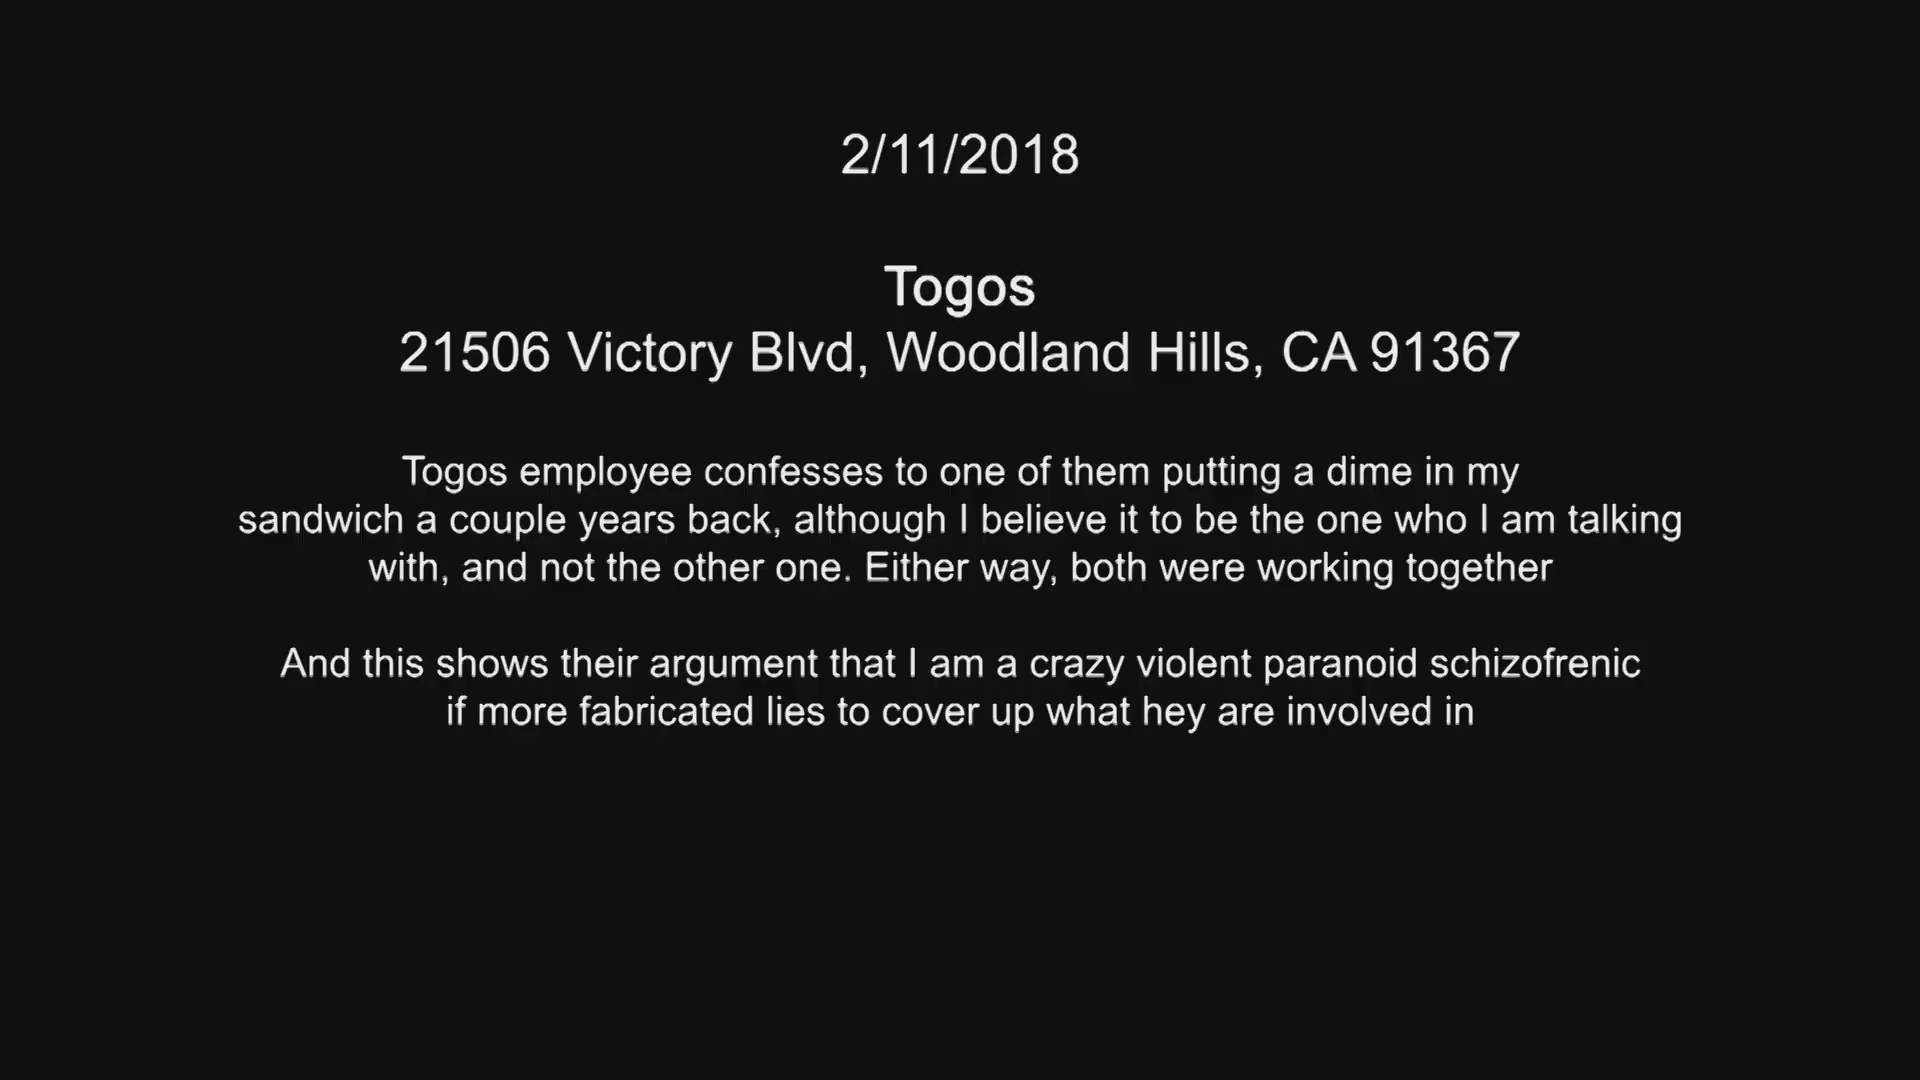 2/11/2018
Togos
21506 Victory Blvd, Woodland Hills, CA 91367
Togos employee confesses to one of them putting a dime in my
sandwich a couple years back, although I believe it to be the one who I am talking
with, and not the other one. Either way, both were working together
And this shows their argument that I am a crazy violent paranoid schizofrenic
if more fabricated lies to cover up what hey are involved in